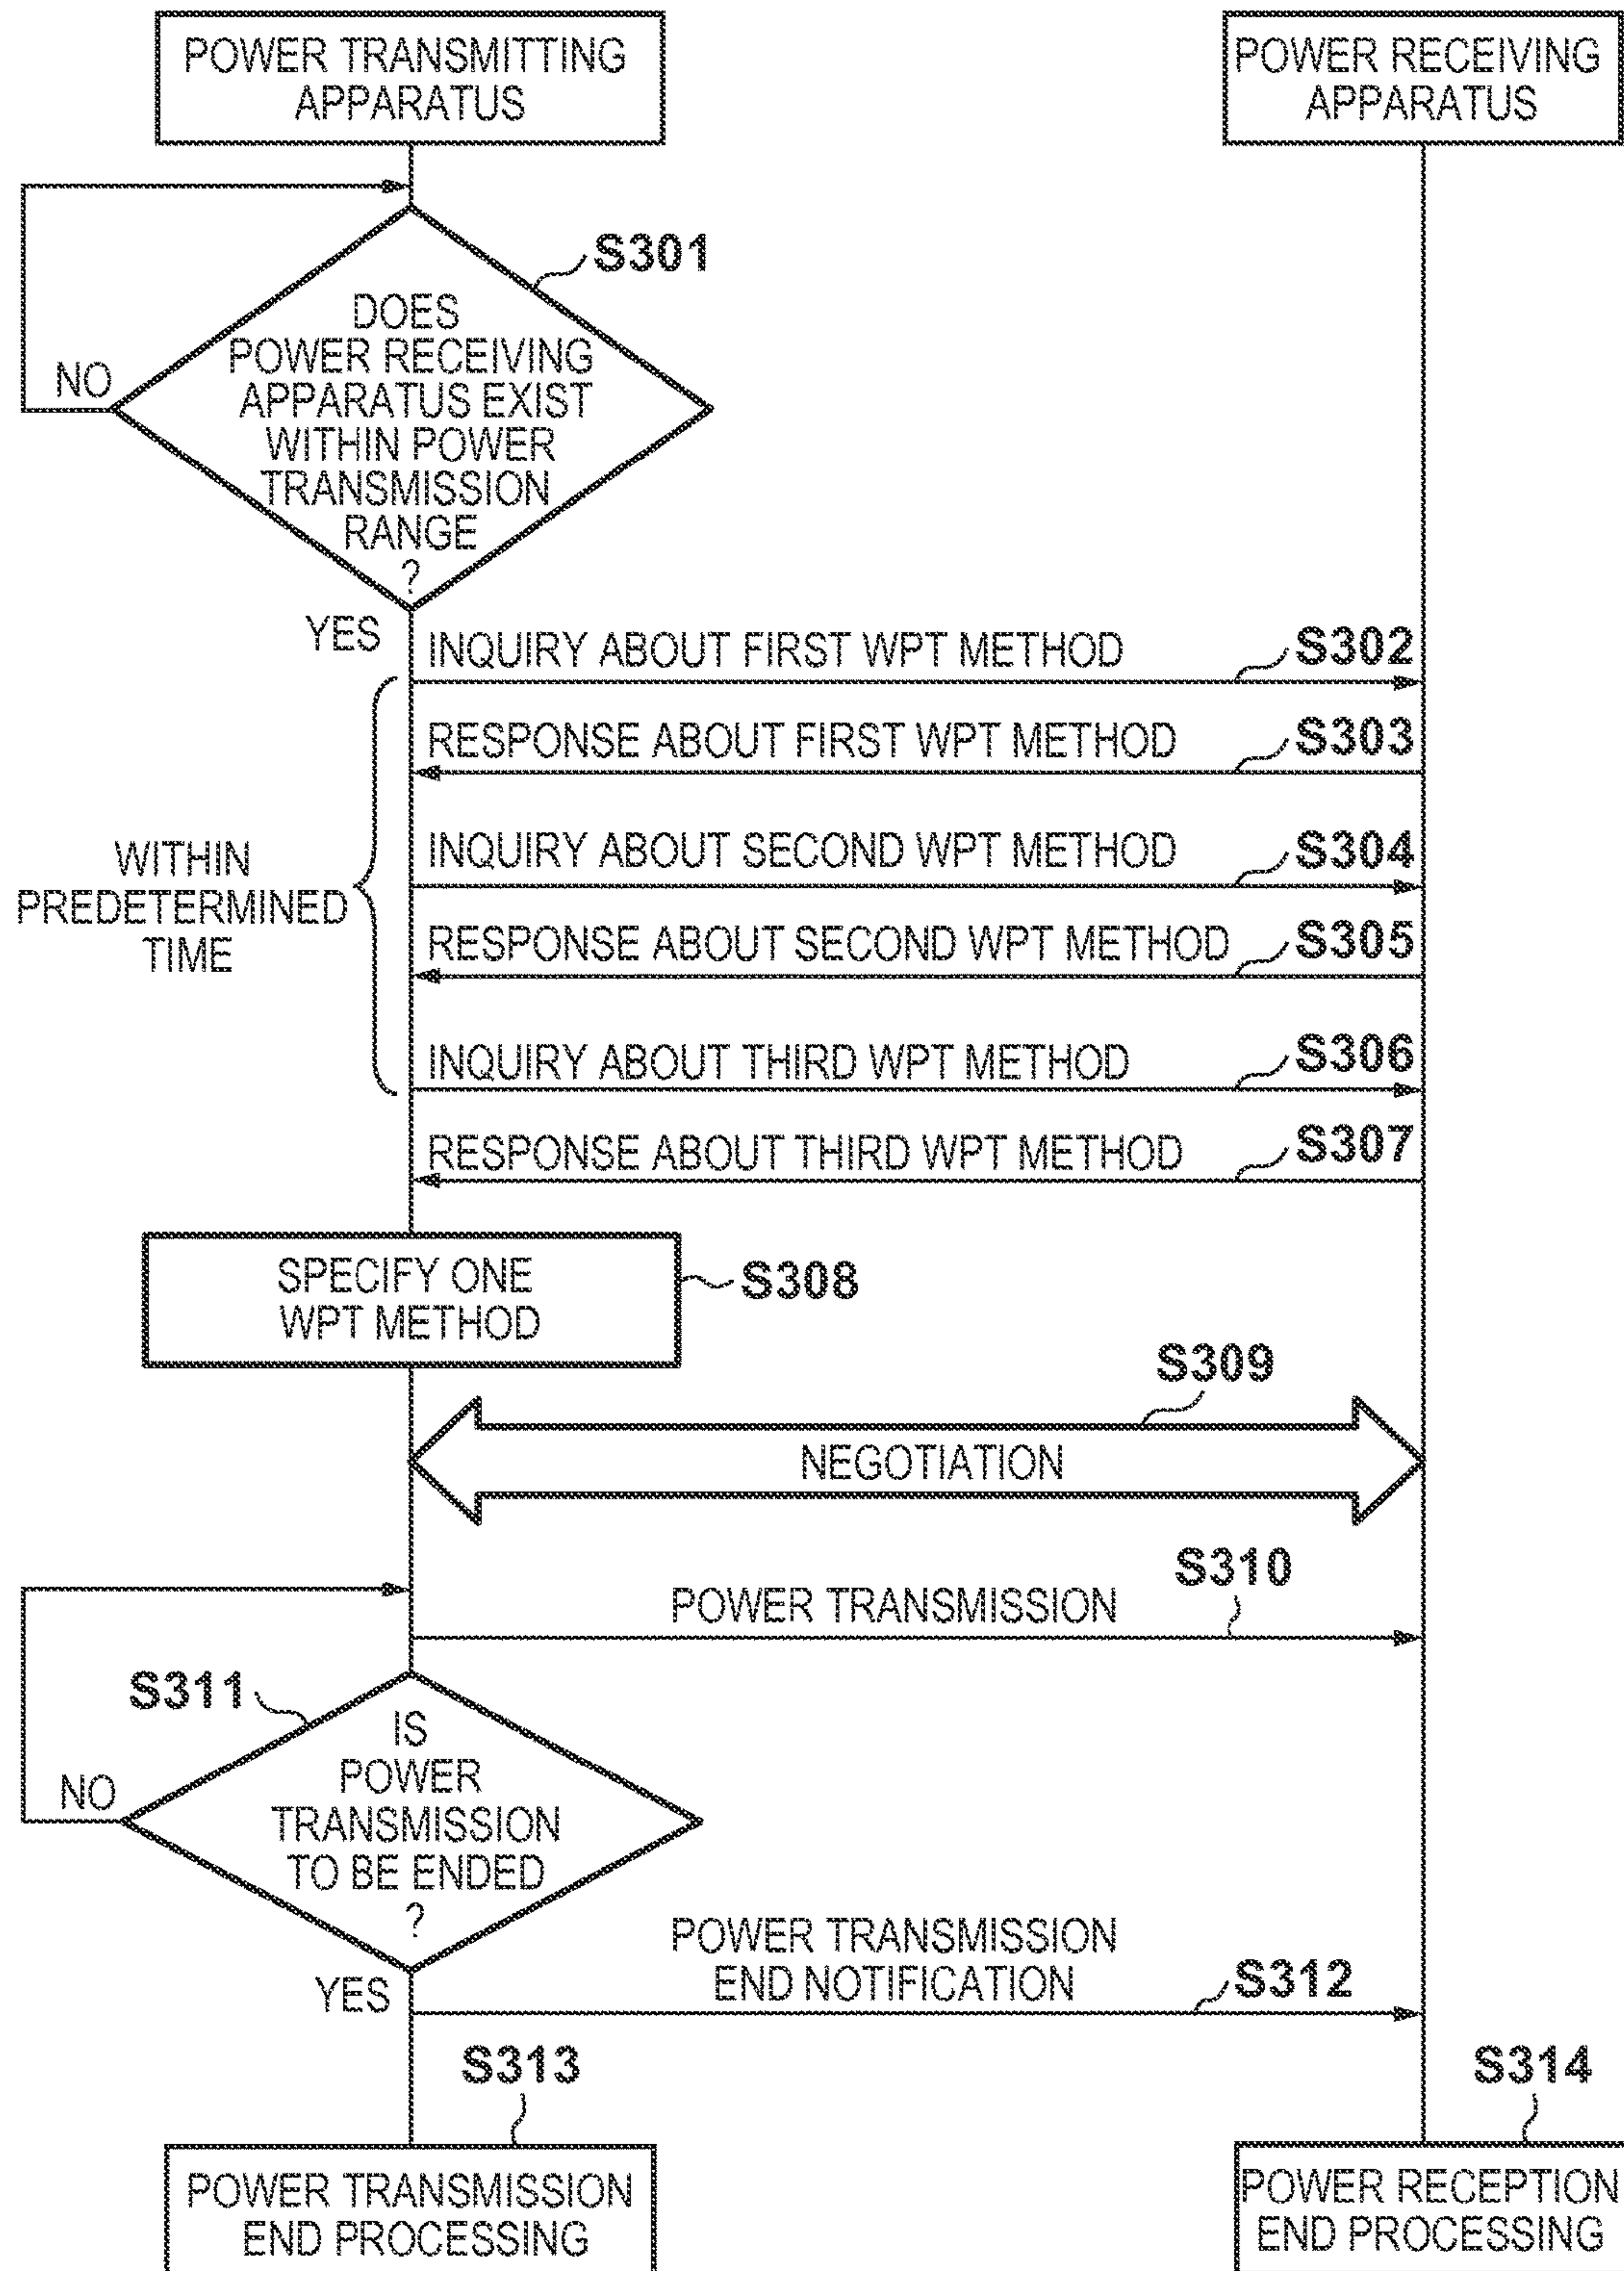 POWER TRANSMITTING
APPARATUS
POWER RECEIVING
APPARATUS
S301
DOES
POWER RECEIVING
APPARATUS EXIST
WITHIN POWER
TRANSMISSION
RANGE
?
NO
YES
INQUIRY ABOUT FIRST WPT METHOD
S302
RESPONSE ABOUT FIRST WPT METHOD
S303
WITHIN
PREDETERMINED
TIME
INQUIRY ABOUT SECOND WPT METHOD
S304
RESPONSE ABOUT SECOND WPT METHOD
S305
INQUIRY ABOUT THIRD WPT METHOD
S306
RESPONSE ABOUT THIRD WPT METHOD
S307
SPECIFY ONE
WPT METHOD
S308
S309
NEGOTIATION
S310
POWER TRANSMISSION
S311
IS
POWER
TRANSMISSION
TO BE ENDED
?
NO
YES
POWER TRANSMISSION
END NOTIFICATION
S312
S313
S314
POWER TRANSMISSION
END PROCESSING
POWER RECEPTION
END PROCESSING